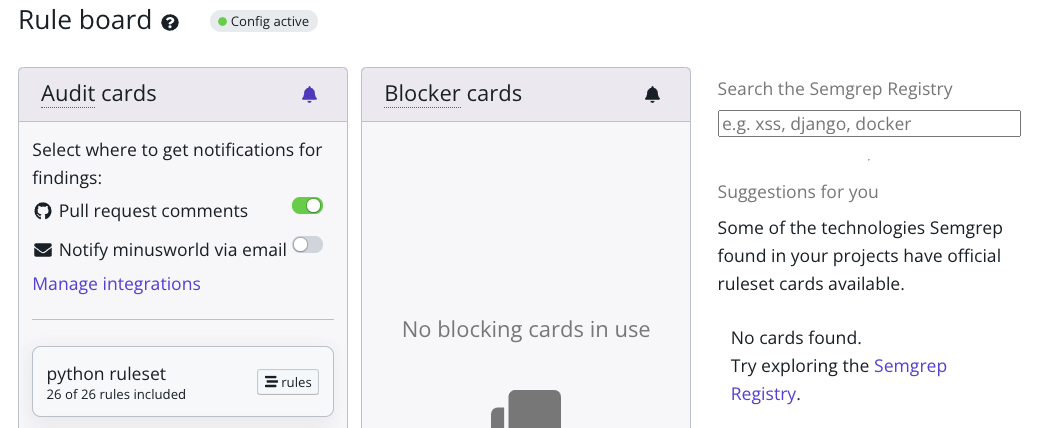 Rule board
Config active
Audit cards
Select where to get notifications for
findings:
Pull request comments
Notify minusworld via email
Manage integrations
python ruleset
26 of 26 rules included
rules
Blocker cards
No blocking cards in use
Search the Semgrep Registry
e.g. xss, django, docker
Suggestions for you
Some of the technologies Semgrep
found in your projects have official
ruleset cards available.
No cards found.
Try exploring the Semgrep
Registry.